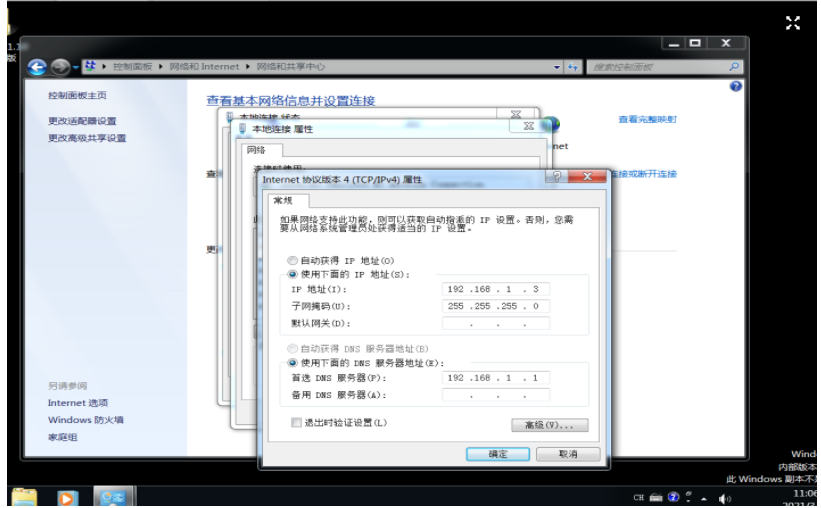 控制面板 ▸ 网络和 Internet ▸ 网络和共享中心
搜索控制面板
控制面板主页
更改适配器设置
更改高级共享设置
查看基本网络信息并设置连接
查看完整映射
本地连接 状态
本地连接 属性
网络
连接时使用:
连接或断开连接
Internet 协议版本 4 (TCP/IPv4) 属性
常规
如果网络支持此功能，则可以获取自动指派的 IP 设置。否则，您需
要从网络系统管理员处获得适当的 IP 设置。
自动获得 IP 地址(O)
使用下面的 IP 地址(S):
IP 地址(I): 192 .168 . 1 . 3
子网掩码(U): 255 .255 .255 . 0
默认网关(D): . . .
自动获得 DNS 服务器地址(B)
使用下面的 DNS 服务器地址(E):
首选 DNS 服务器(P): 192 .168 . 1 . 1
备用 DNS 服务器(A): . . .
退出时验证设置(L)
高级(V)...
确定 取消
另请参阅
Internet 选项
Windows 防火墙
家庭组
Wind
内部版本
此 Windows 副本不是
CH
11:06